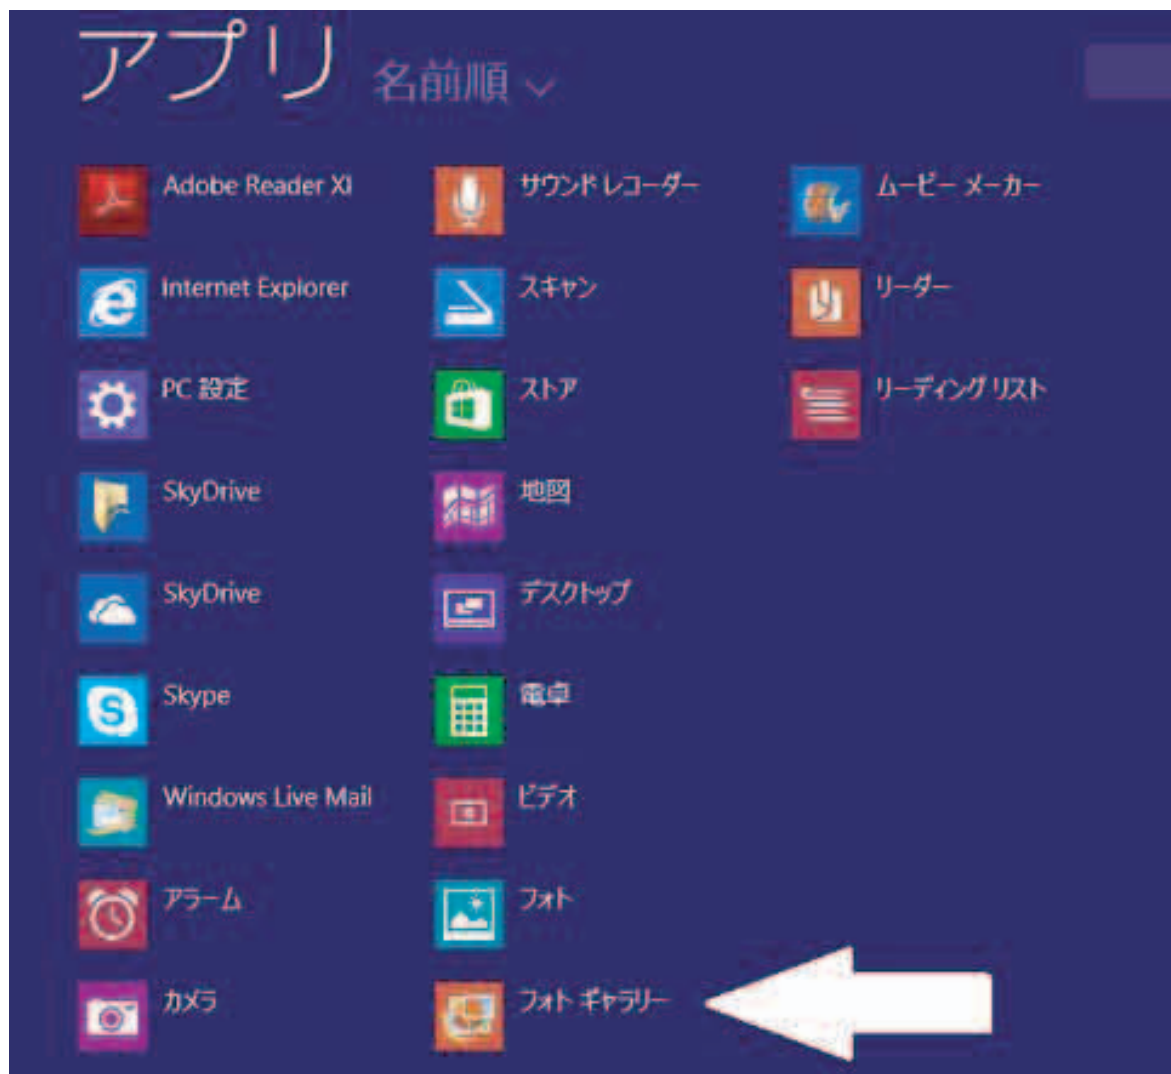 アプリ 名前順
Adobe Reader XI
Internet Explorer
PC 設定
SkyDrive
SkyDrive
Skype
Windows Live Mail
アラーム
カメラ
サウンド レコーダー
スキャン
ストア
地図
デスクトップ
電卓
ビデオ
フォト
フォト ギャラリー
ムービー メーカー
リーダー
リーディング リスト